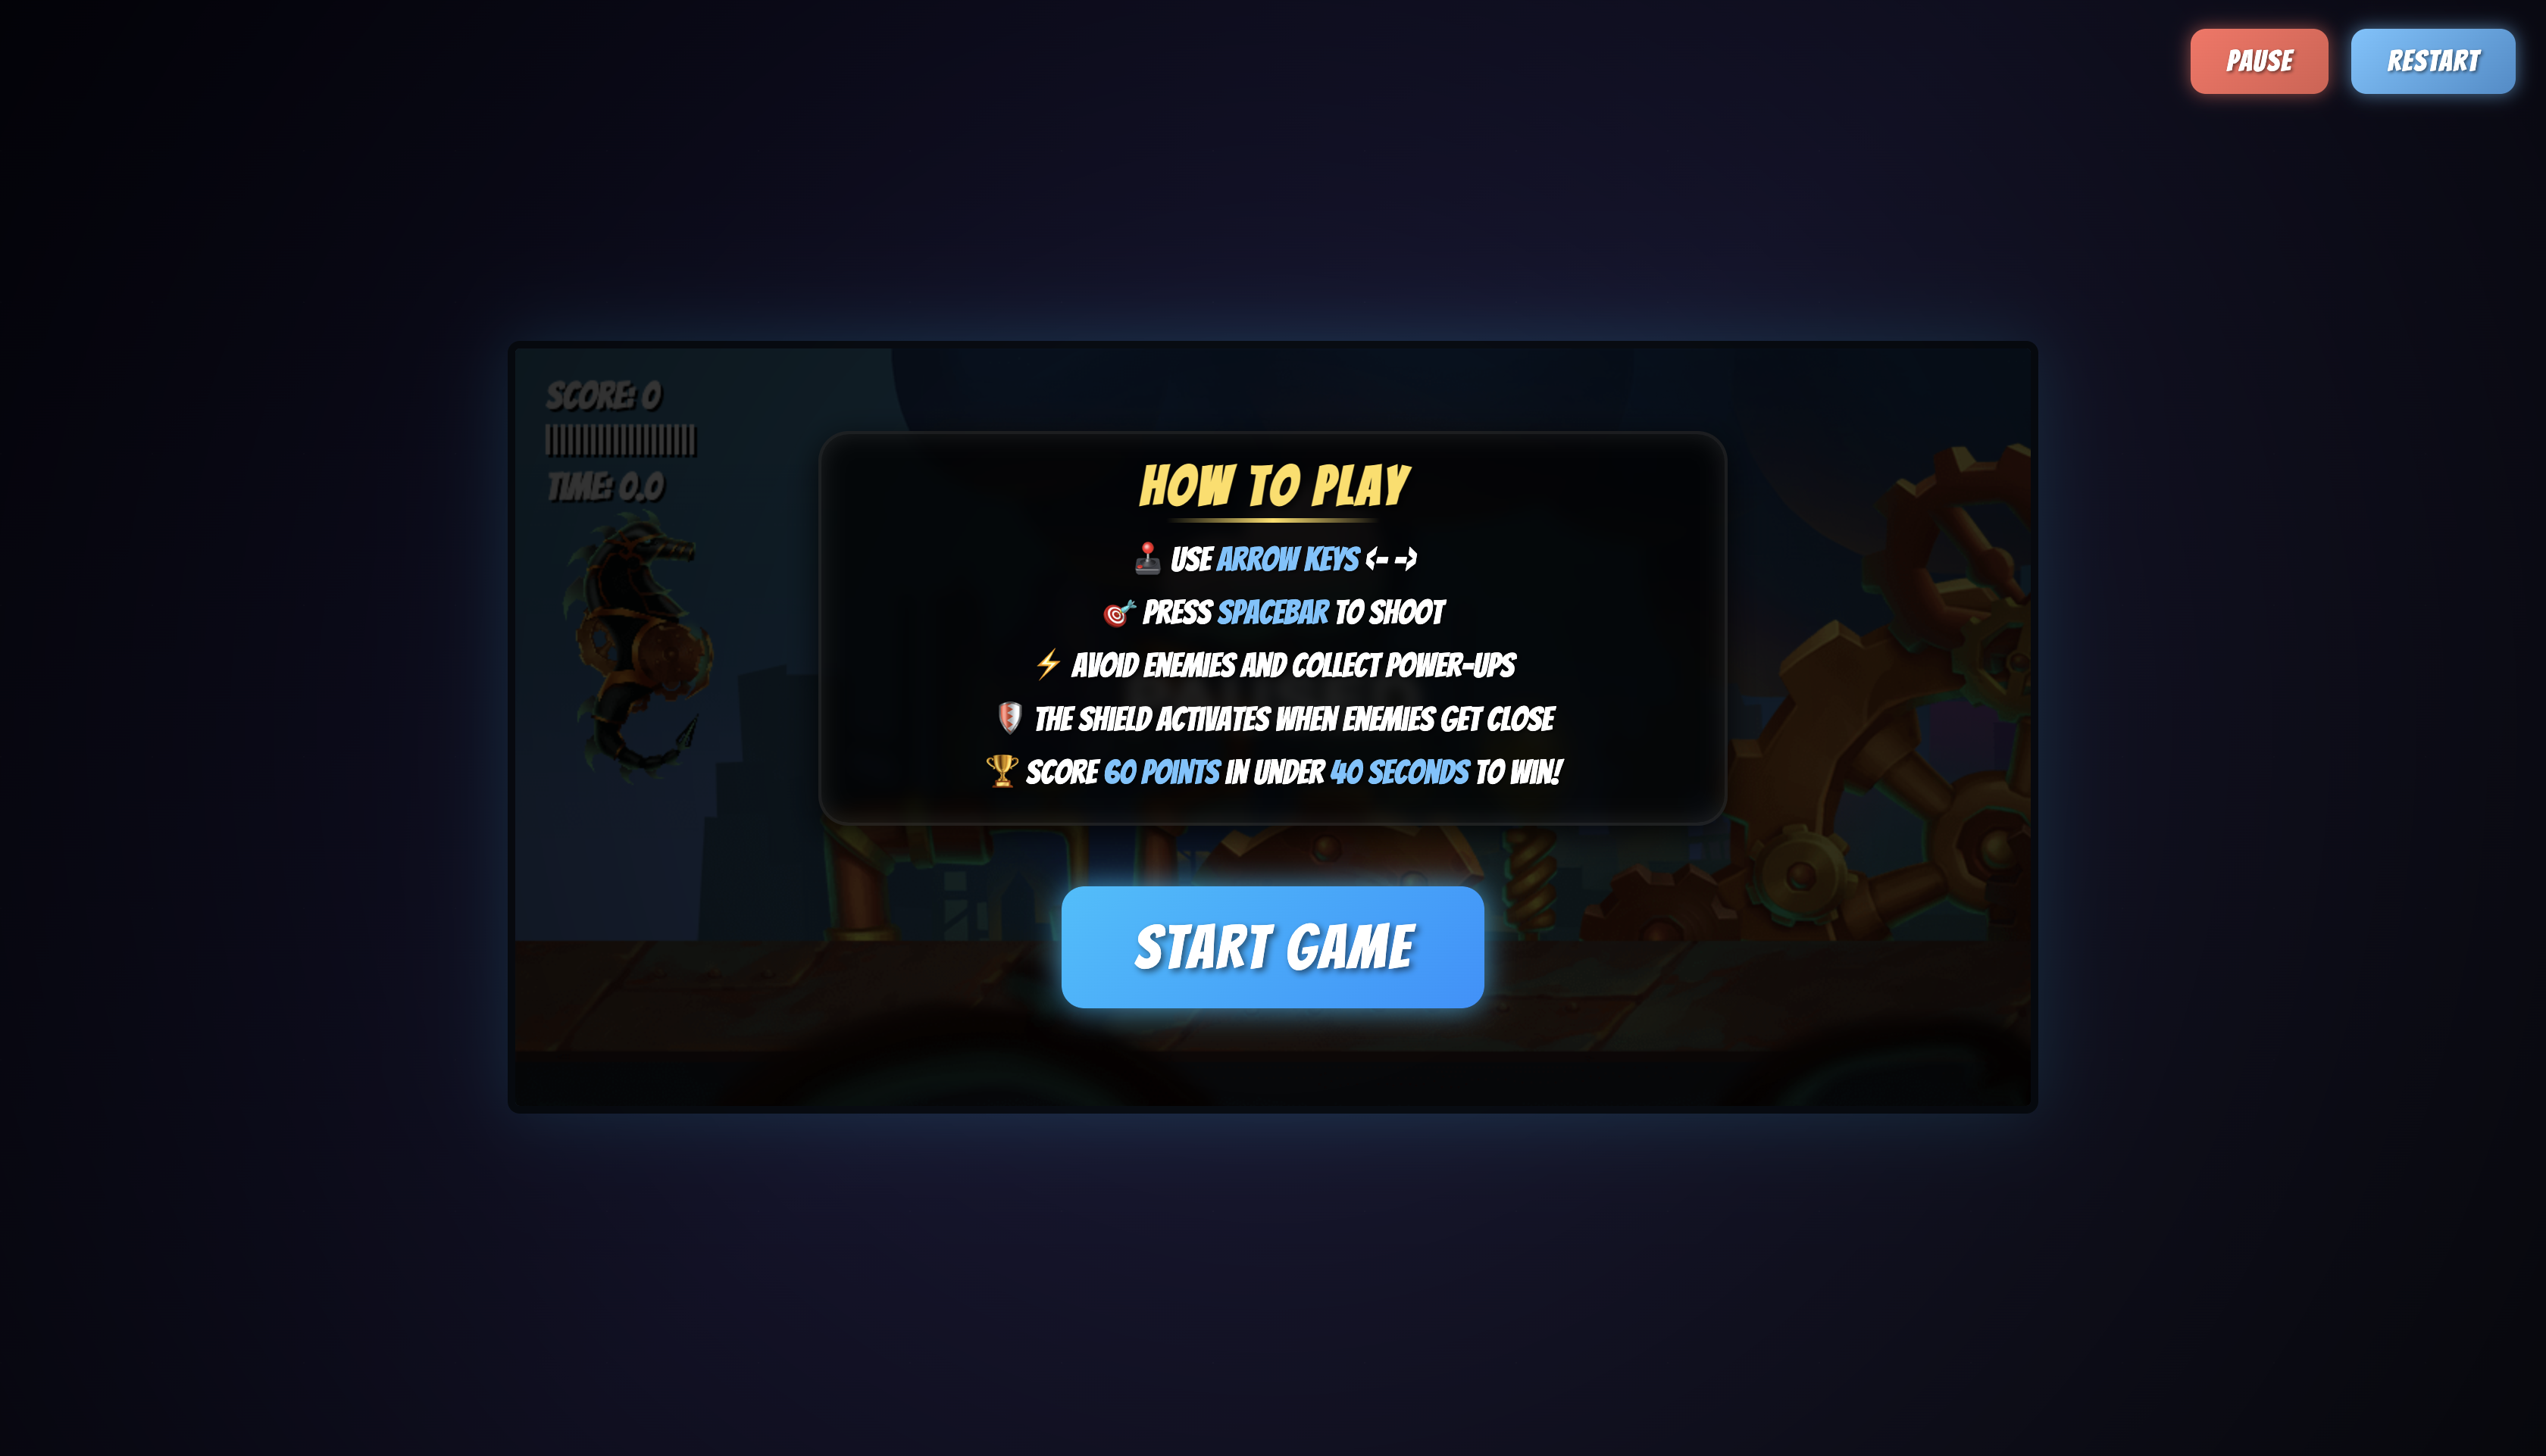 PAUSE
RESTART
SCORE: 0
TIME: 0.0
HOW TO PLAY
USE ARROW KEYS <- ->
PRESS SPACEBAR TO SHOOT
AVOID ENEMIES AND COLLECT POWER-UPS
THE SHIELD ACTIVATES WHEN ENEMIES GET CLOSE
SCORE 60 POINTS IN UNDER 40 SECONDS TO WIN!
START GAME